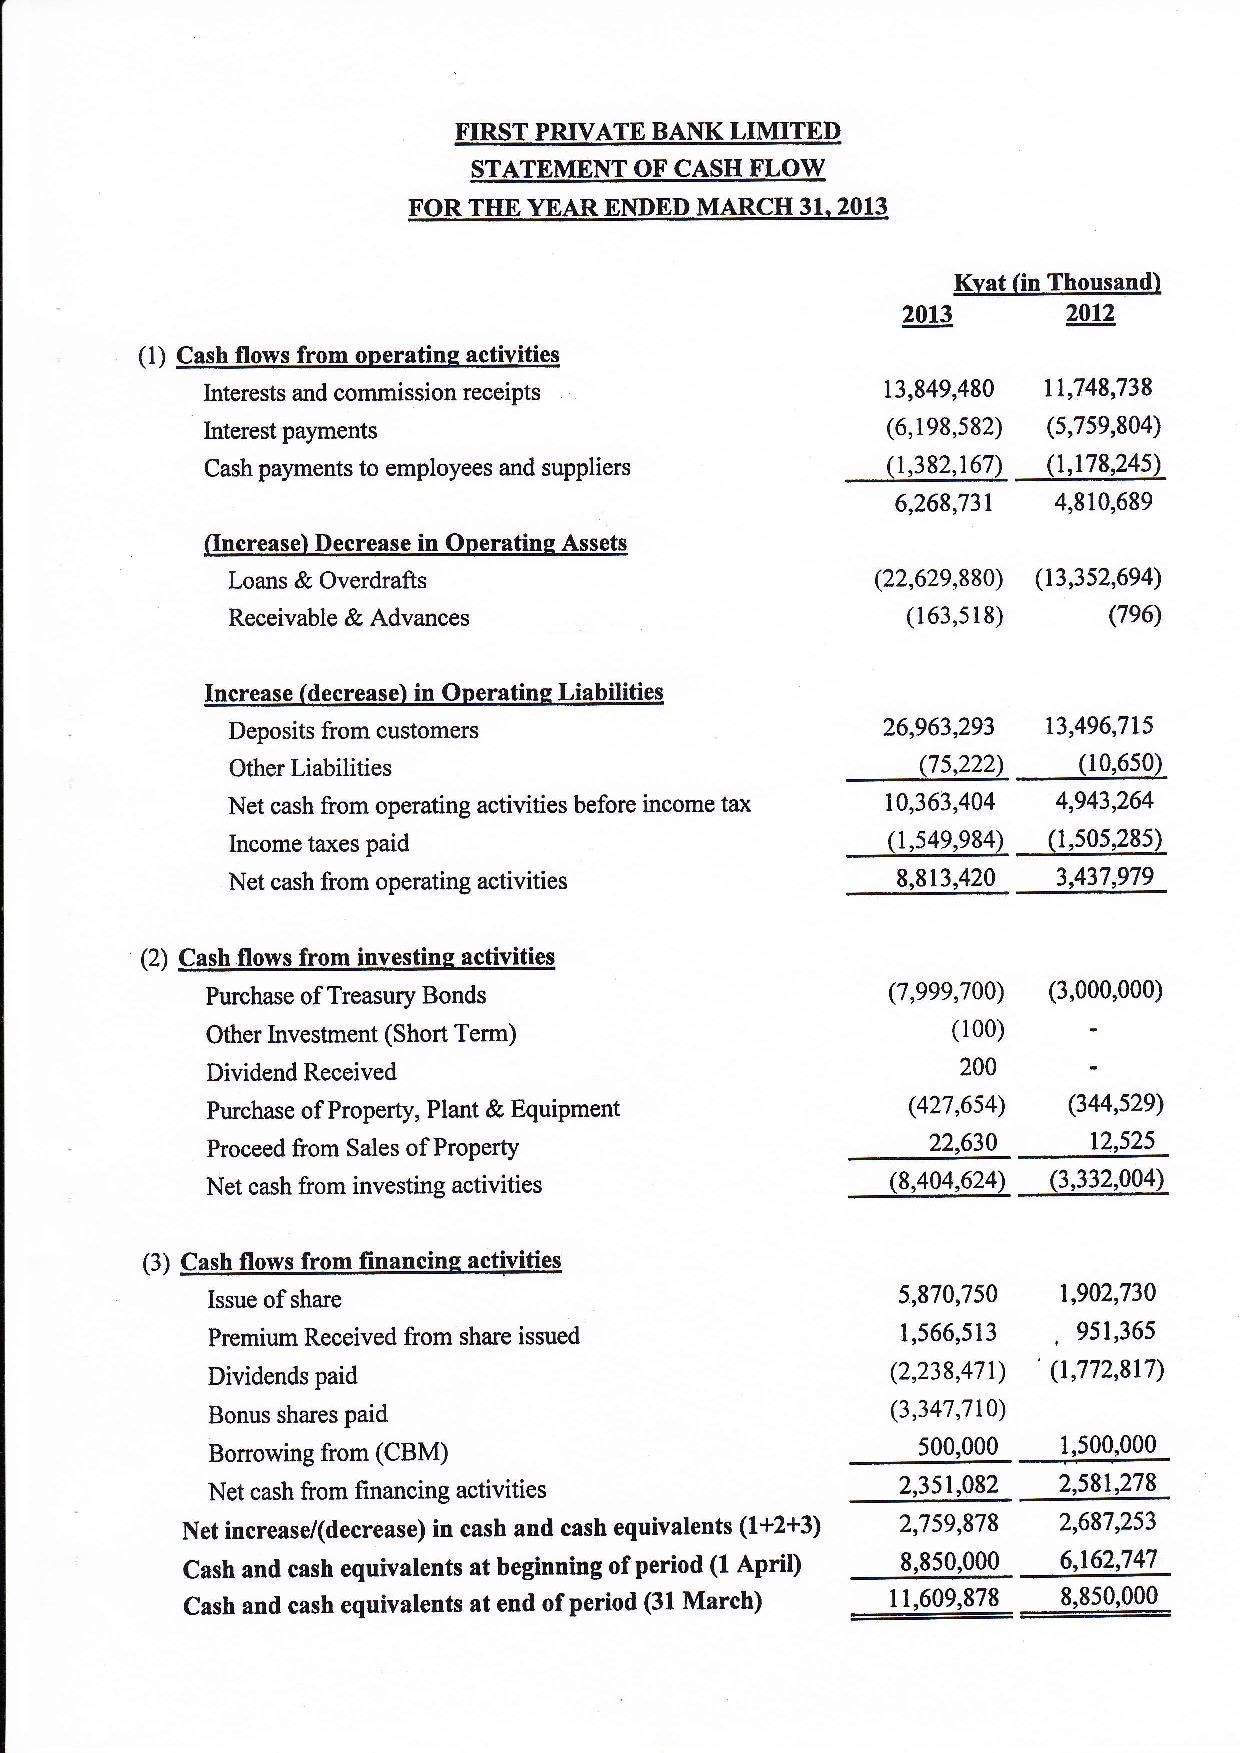 FIRST PRIVATE BANK LIMITED
STATEMENT OF CASH FLOW
FOR THE YEAR ENDED MARCH 31, 2013
Kyat (in Thousand)
2013 2012
(1) Cash flows from operating activities
Interests and commission receipts 13,849,480 11,748,738
Interest payments (6,198,582) (5,759,804)
Cash payments to employees and suppliers (1,382,167) (1,178,245)
6,268,731 4,810,689
(Increase) Decrease in Operating Assets
Loans & Overdrafts (22,629,880) (13,352,694)
Receivable & Advances (163,518) (796)
Increase (decrease) in Operating Liabilities
Deposits from customers 26,963,293 13,496,715
Other Liabilities (75,222) (10,650)
Net cash from operating activities before income tax 10,363,404 4,943,264
Income taxes paid (1,549,984) (1,505,285)
Net cash from operating activities 8,813,420 3,437,979
(2) Cash flows from investing activities
Purchase of Treasury Bonds (7,999,700) (3,000,000)
Other Investment (Short Term) (100) -
Dividend Received 200 -
Purchase of Property, Plant & Equipment (427,654) (344,529)
Proceed from Sales of Property 22,630 12,525
Net cash from investing activities (8,404,624) (3,332,004)
(3) Cash flows from financing activities
Issue of share 5,870,750 1,902,730
Premium Received from share issued 1,566,513 951,365
Dividends paid (2,238,471) (1,772,817)
Bonus shares paid (3,347,710)
Borrowing from (CBM) 500,000 1,500,000
Net cash from financing activities 2,351,082 2,581,278
Net increase/(decrease) in cash and cash equivalents (1+2+3) 2,759,878 2,687,253
Cash and cash equivalents at beginning of period (1 April) 8,850,000 6,162,747
Cash and cash equivalents at end of period (31 March) 11,609,878 8,850,000